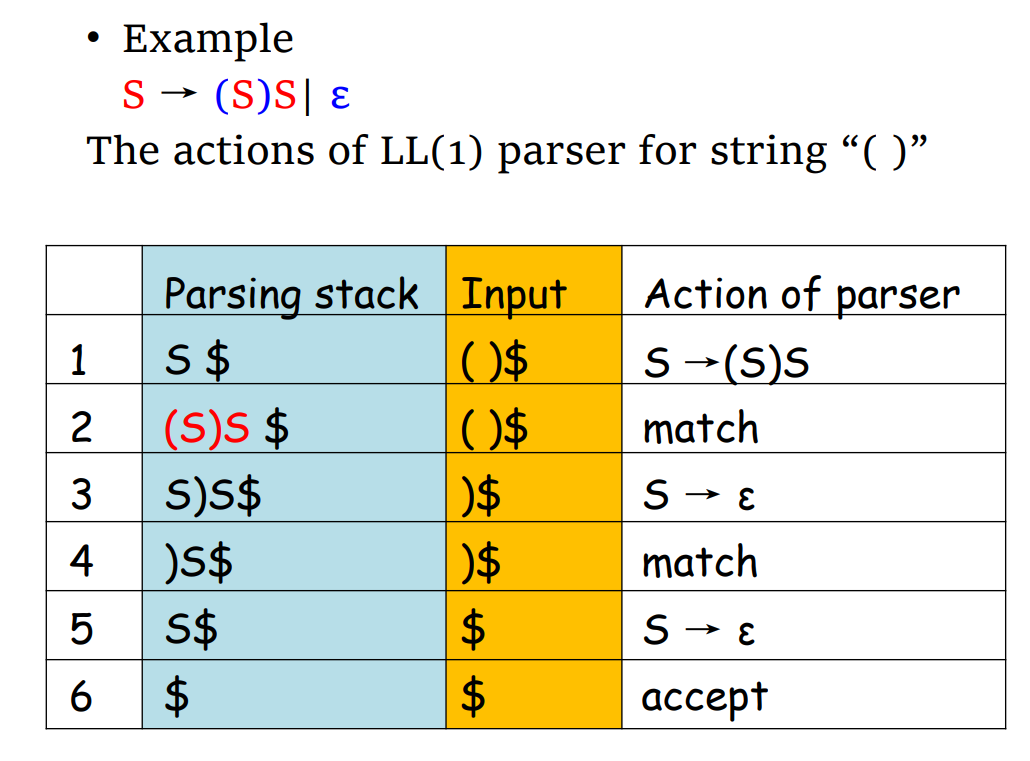 • Example
S → (S)S| ε
The actions of LL(1) parser for string “( )”
Parsing stack Input Action of parser
1 S $ ( )$ S →(S)S
2 (S)S $ ( )$ match
3 S)S$ )$ S → ε
4 )S$ )$ match
5 S$ $ S → ε
6 $ $ accept